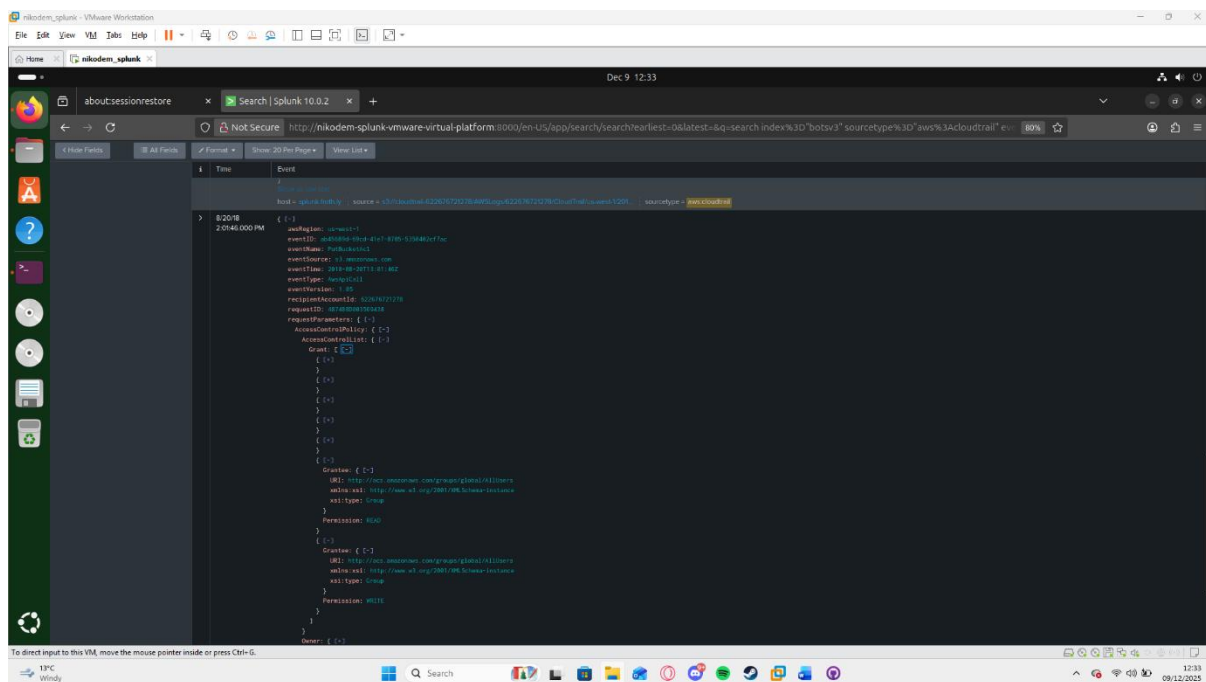 nikodem_splunk - VMware Workstation
File Edit View VM Tabs Help
Home
nikodem_splunk
Dec 9 12:33
about:sessionrestore
Search | Splunk 10.0.2
Not Secure http://nikodem-splunk-vmware-virtual-platform:8000/en-US/app/search/search?earliest=0&latest=&q=search index%3D"botsv3" sourcetype%3D"aws%3Acloudtrail" eve 80%
Hide Fields All Fields Format Show: 20 Per Page View: List
i Time Event
sourcetype = aws:cloudtrail
8/20/18 { [-]
2:01:46.000 PM awsRegion: us-west-1
eventName: PutBucketAcl
eventSource: s3.amazonaws.com
eventTime: 2018-08-20T13:01:46Z
eventType: AwsApiCall
eventVersion: 1.05
recipientAccountId: 622676721278
requestParameters: { [-]
AccessControlPolicy: { [-]
AccessControlList: { [-]
Grant: [ [-]
{ [+]
}
{ [+]
}
{ [+]
}
{ [+]
}
{ [+]
}
{ [-]
Grantee: { [-]
URI: http://acs.amazonaws.com/groups/global/AllUsers
xmlns:xsi: http://www.w3.org/2001/XMLSchema-instance
xsi:type: Group
}
Permission: READ
}
{ [-]
Grantee: { [-]
URI: http://acs.amazonaws.com/groups/global/AllUsers
xmlns:xsi: http://www.w3.org/2001/XMLSchema-instance
xsi:type: Group
}
Permission: WRITE
}
]
}
Owner: { [+]
To direct input to this VM, move the mouse pointer inside or press Ctrl+G.
13°C
Windy
Search
12:33
09/12/2025